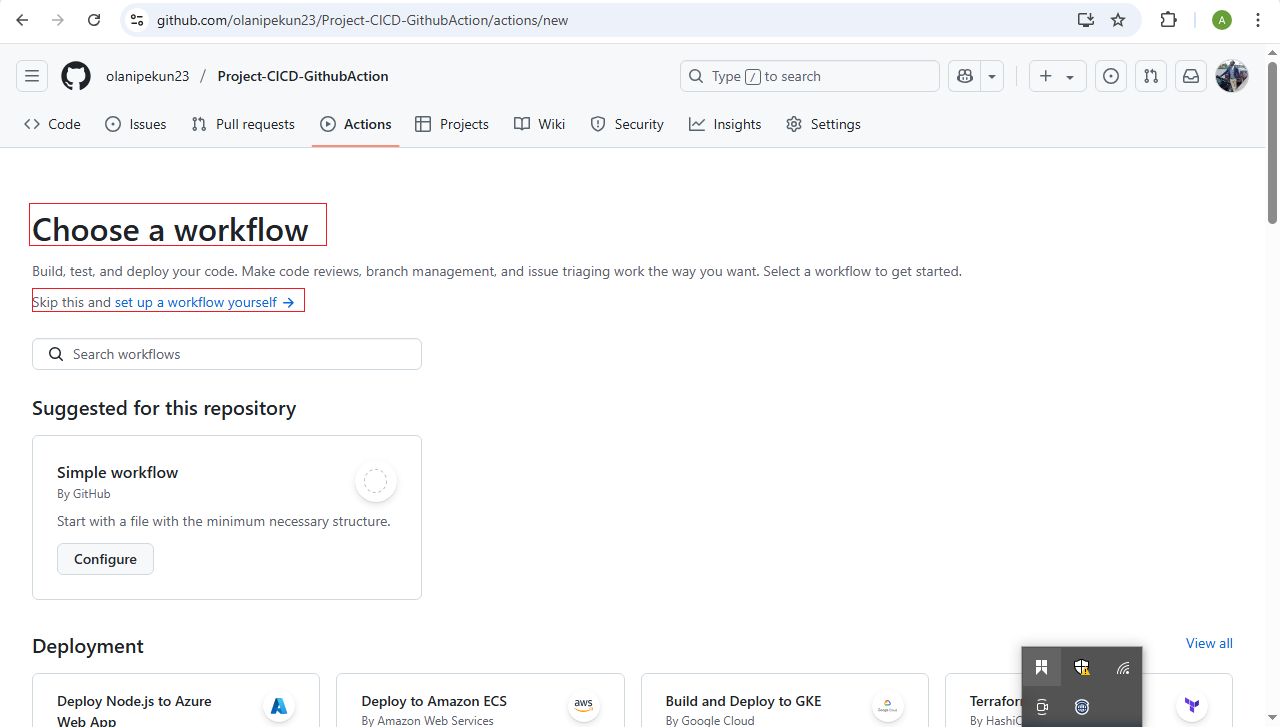 github.com/olanipekun23/Project-CICD-GithubAction/actions/new
A
olanipekun23 / Project-CICD-GithubAction
Type / to search
Code Issues Pull requests Actions Projects Wiki Security Insights Settings
Choose a workflow
Build, test, and deploy your code. Make code reviews, branch management, and issue triaging work the way you want. Select a workflow to get started.
Skip this and set up a workflow yourself →
Search workflows
Suggested for this repository
Simple workflow
By GitHub
Start with a file with the minimum necessary structure.
Configure
Deployment
View all
Deploy Node.js to Azure
Web App
Deploy to Amazon ECS
By Amazon Web Services
aws
Build and Deploy to GKE
By Google Cloud
Google Cloud
Terraform
By HashiC